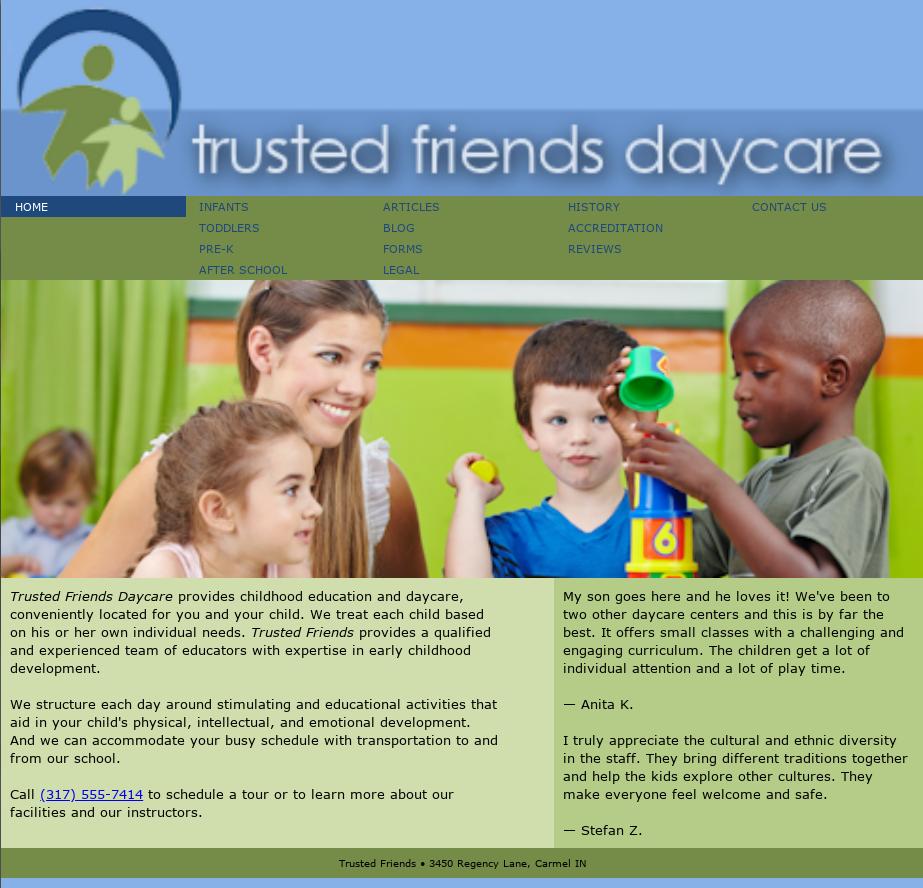 trusted friends daycare
HOME
INFANTS
TODDLERS
PRE-K
AFTER SCHOOL
ARTICLES
BLOG
FORMS
LEGAL
HISTORY
ACCREDITATION
REVIEWS
CONTACT US
6
Trusted Friends Daycare provides childhood education and daycare,
conveniently located for you and your child. We treat each child based
on his or her own individual needs. Trusted Friends provides a qualified
and experienced team of educators with expertise in early childhood
development.
We structure each day around stimulating and educational activities that
aid in your child's physical, intellectual, and emotional development.
And we can accommodate your busy schedule with transportation to and
from our school.
Call (317) 555-7414 to schedule a tour or to learn more about our
facilities and our instructors.
My son goes here and he loves it! We've been to
two other daycare centers and this is by far the
best. It offers small classes with a challenging and
engaging curriculum. The children get a lot of
individual attention and a lot of play time.
— Anita K.
I truly appreciate the cultural and ethnic diversity
in the staff. They bring different traditions together
and help the kids explore other cultures. They
make everyone feel welcome and safe.
— Stefan Z.
Trusted Friends • 3450 Regency Lane, Carmel IN